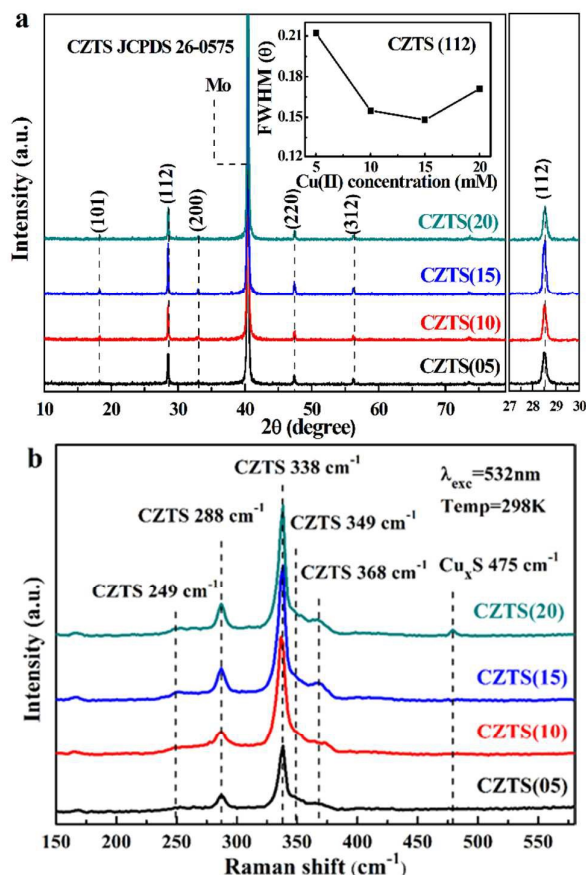 a
CZTS JCPDS 26-0575
Mo
CZTS (112)
FWHM (θ)
0.21
0.18
0.15
0.12
5 10 15 20
Cu(II) concentration (mM)
Intensity (a.u.)
(101)
(112)
(200)
(220)
(312)
(112)
CZTS(20)
CZTS(15)
CZTS(10)
CZTS(05)
10 20 30 40 50 60 70
27 28 29 30
2θ (degree)
b
CZTS 338 cm⁻¹
λexc=532nm
Temp=298K
CZTS 288 cm⁻¹
CZTS 349 cm⁻¹
CZTS 249 cm⁻¹
CZTS 368 cm⁻¹
CuxS 475 cm⁻¹
Intensity (a.u.)
CZTS(20)
CZTS(15)
CZTS(10)
CZTS(05)
150 200 250 300 350 400 450 500 550
Raman shift (cm⁻¹)